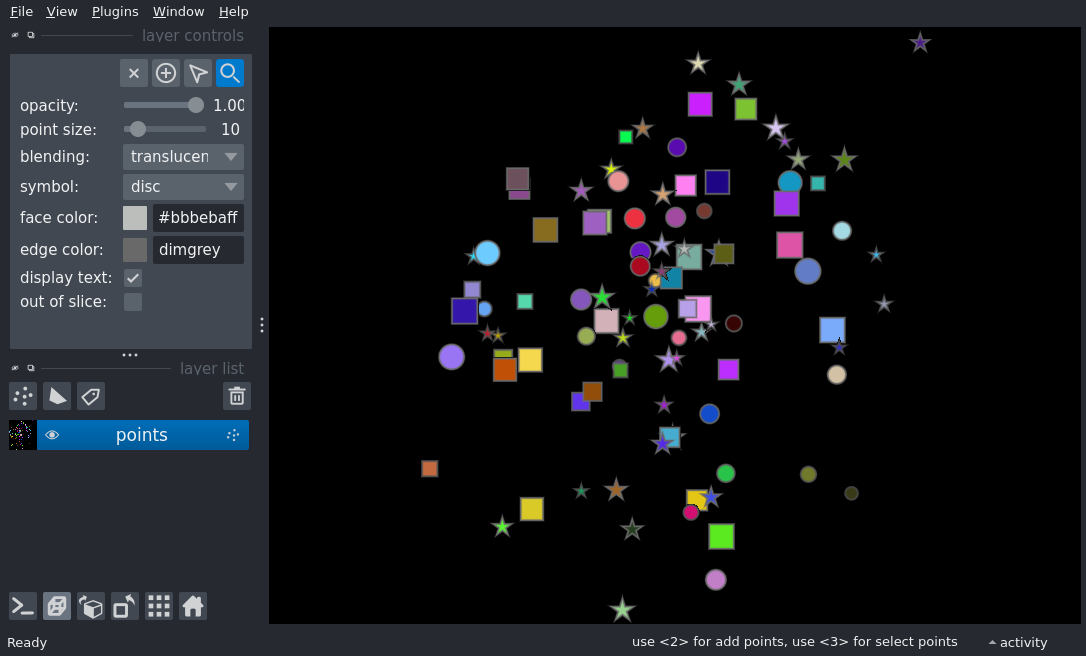 File View Plugins Window Help
layer controls
opacity: 1.00
point size: 10
blending: translucen
symbol: disc
face color: #bbbebaff
edge color: dimgrey
display text:
out of slice:
layer list
points
Ready use <2> for add points, use <3> for select points activity